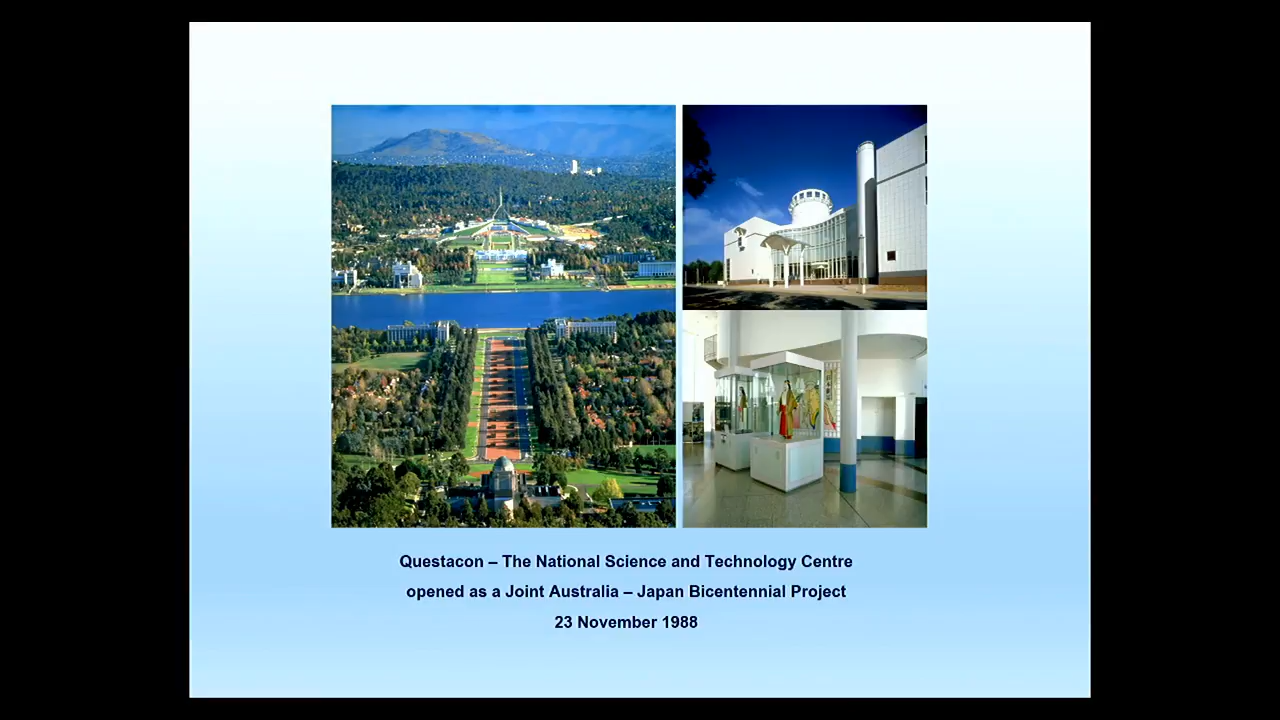 Questacon – The National Science and Technology Centre
opened as a Joint Australia – Japan Bicentennial Project
23 November 1988